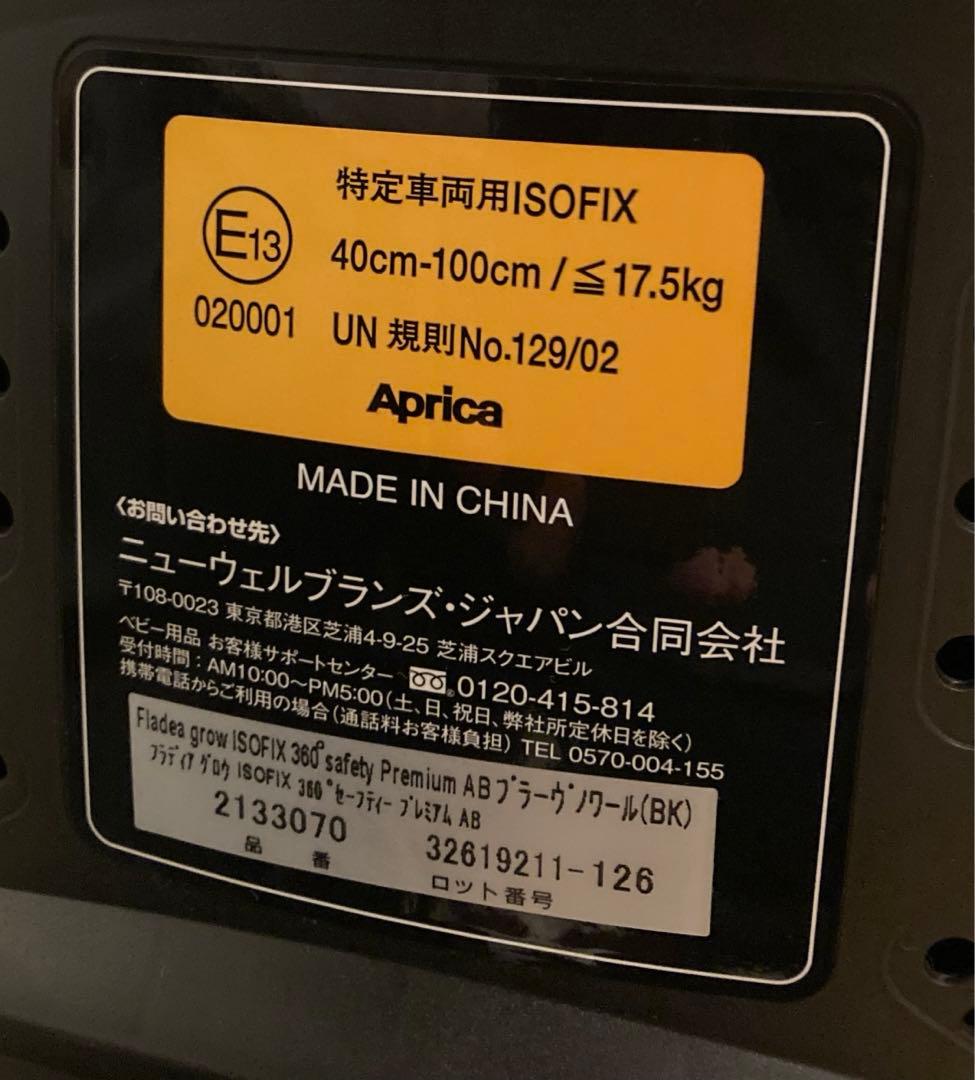 特定車両用ISOFIX
E13
40cm-100cm / ≦17.5kg
020001
UN 規則No.129/02
Aprica
MADE IN CHINA
〈お問い合わせ先〉
ニューウェルブランズ・ジャパン合同会社
〒108-0023 東京都港区芝浦4-9-25 芝浦スクエアビル
ベビー用品 お客様サポートセンター 0120-415-814
受付時間：AM10:00〜PM5:00（土、日、祝日、弊社所定休日を除く）
携帯電話からご利用の場合（通話料お客様負担）TEL 0570-004-155
Fladea grow ISOFIX 360°safety Premium AB ブラーヴノワール(BK)
フラディア グロウ ISOFIX 360°セーフティー プレミアム AB
2133070
32619211-126
品番
ロット番号